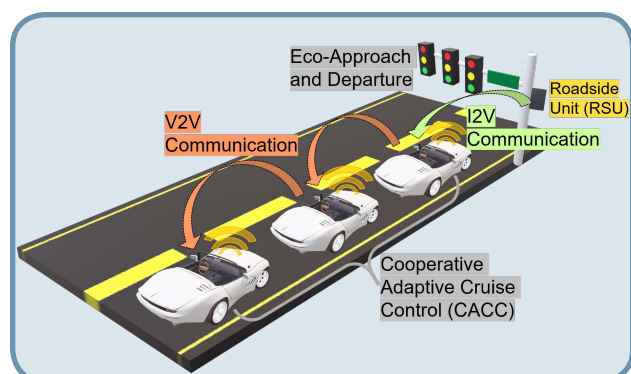 Eco-Approach
and Departure
Roadside
Unit (RSU)
V2V
Communication
I2V
Communication
Cooperative
Adaptive Cruise
Control (CACC)